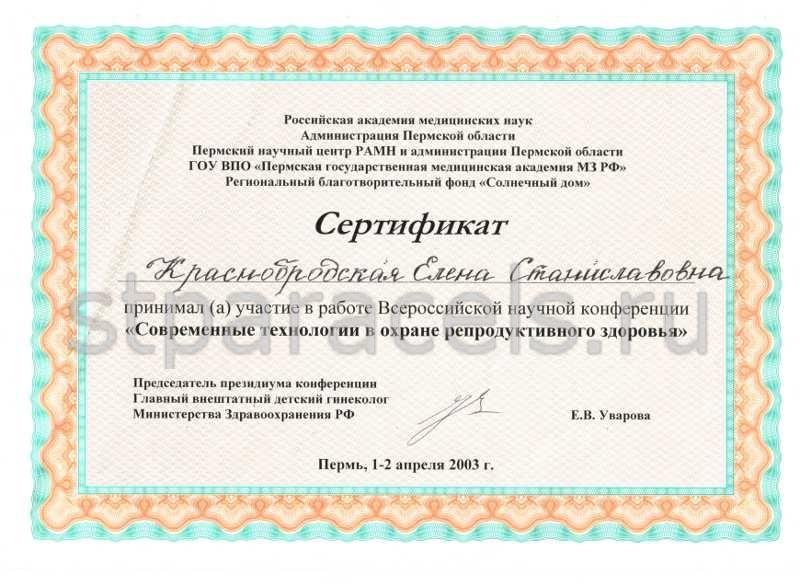 Российская академия медицинских наук
Администрация Пермской области
Пермский научный центр РАМН и администрации Пермской области
ГОУ ВПО «Пермская государственная медицинская академия МЗ РФ»
Региональный благотворительный фонд «Солнечный дом»
Сертификат
Краснобродская Елена Станиславовна
принимал (а) участие в работе Всероссийской научной конференции
«Современные технологии в охране репродуктивного здоровья»
stparacels.ru
Председатель президиума конференции
Главный внештатный детский гинеколог
Министерства Здравоохранения РФ
Е.В. Уварова
Пермь, 1-2 апреля 2003 г.